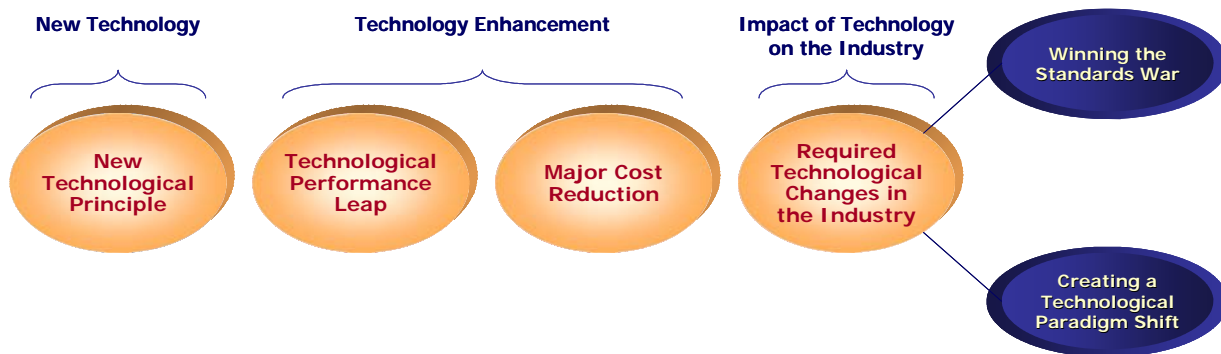 New Technology
Technology Enhancement
Impact of Technology
on the Industry
New
Technological
Principle
Technological
Performance
Leap
Major Cost
Reduction
Required
Technological
Changes in
the Industry
Winning the
Standards War
Creating a
Technological
Paradigm Shift